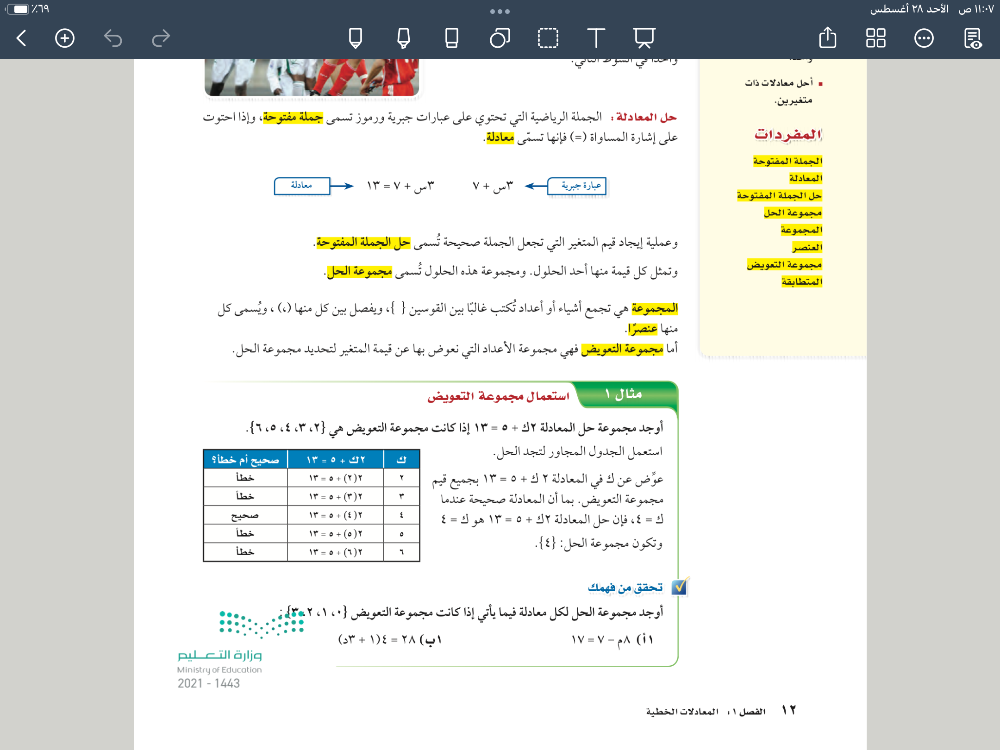 ١١:٠٧ ص الأحد ٢٨ أغسطس
٪٦٩
أحل معادلات ذات
متغيرين.
المفردات
الجملة المفتوحة
المعادلة
حل الجملة المفتوحة
مجموعة الحل
المجموعة
العنصر
مجموعة التعويض
المتطابقة
حل المعادلة: الجملة الرياضية التي تحتوي على عبارات جبرية ورموز تسمى جملة مفتوحة، وإذا احتوت
على إشارة المساواة (=) فإنها تسمّى معادلة.
عبارة جبرية ٣س + ٧ ٣س + ٧ = ١٣ معادلة
وعملية إيجاد قيم المتغير التي تجعل الجملة صحيحة تُسمى حل الجملة المفتوحة.
وتمثل كل قيمة منها أحد الحلول. ومجموعة هذه الحلول تُسمى مجموعة الحل.
المجموعة هي تجمع أشياء أو أعداد تُكتب غالبًا بين القوسين { }، ويفصل بين كل منها (،) ، ويُسمى كل
منها عنصرًا.
أما مجموعة التعويض فهي مجموعة الأعداد التي نعوض بها عن قيمة المتغير لتحديد مجموعة الحل.
مثال ١ استعمال مجموعة التعويض
أوجد مجموعة حل المعادلة ٢ك + ٥ = ١٣ إذا كانت مجموعة التعويض هي {٢، ٣، ٤، ٥، ٦}.
استعمل الجدول المجاور لتجد الحل.
عوِّض عن ك في المعادلة ٢ ك + ٥ = ١٣ بجميع قيم
مجموعة التعويض. بما أن المعادلة صحيحة عندما
ك = ٤، فإن حل المعادلة ٢ك + ٥ = ١٣ هو ك = ٤
وتكون مجموعة الحل: {٤}.
ك ٢ك + ٥ = ١٣ صحيح أم خطأ؟
٢ ٢(٢) + ٥ = ١٣ خطأ
٣ ٢(٣) + ٥ = ١٣ خطأ
٤ ٢(٤) + ٥ = ١٣ صحيح
٥ ٢(٥) + ٥ = ١٣ خطأ
٦ ٢(٦) + ٥ = ١٣ خطأ
تحقق من فهمك
أوجد مجموعة الحل لكل معادلة فيما يأتي إذا كانت مجموعة التعويض {٠، ١، ٢، ٣}:
١أ) ٨م − ٧ = ١٧ ١ب) ٢٨ = ٤(١ + ٣د)
وزارة التعليم
Ministry of Education
2021 - 1443
١٢ الفصل ١: المعادلات الخطية